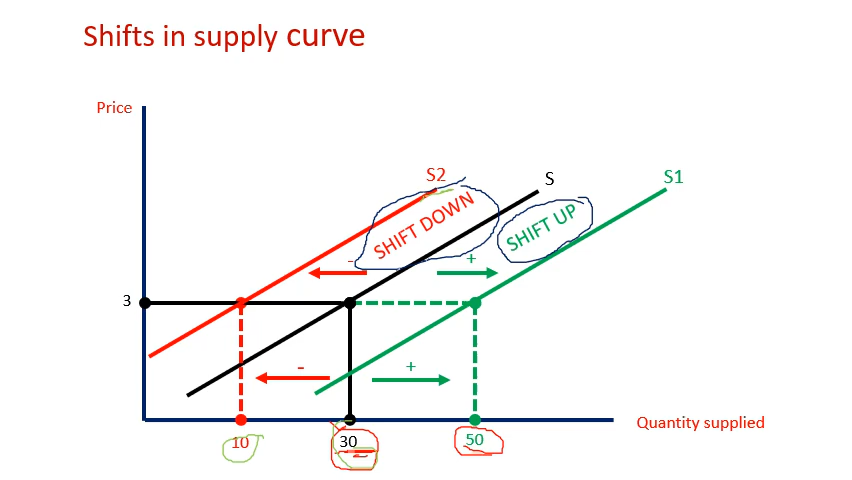 Shifts in supply curve
Price
S2
S
S1
SHIFT DOWN
SHIFT UP
-
+
3
-
+
10
30
50
Quantity supplied